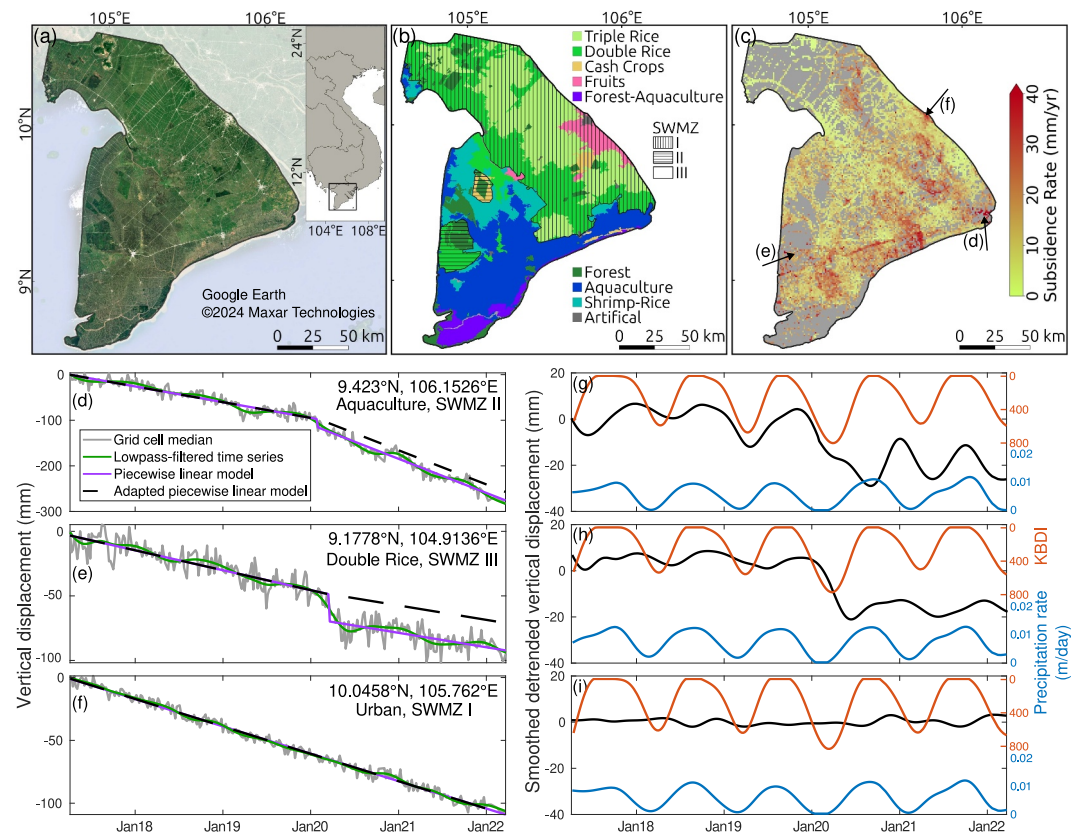 105°E
106°E
105°E
106°E
106°E
(a)
24°N
12°N
104°E
108°E
10°N
9°N
Google Earth
©2024 Maxar Technologies
0
25
50 km
(b)
Triple Rice
Double Rice
Cash Crops
Fruits
Forest-Aquaculture
SWMZ
I
II
III
Forest
Aquaculture
Shrimp-Rice
Artifical
0
25
50 km
(c)
(f)
(d)
(e)
40
30
20
10
0
Subsidence Rate (mm/yr)
0
25
50 km
Vertical displacement (mm)
(d)
9.423°N, 106.1526°E
Aquaculture, SWMZ II
Grid cell median
Lowpass-filtered time series
Piecewise linear model
Adapted piecewise linear model
0
-100
-200
-300
(e)
9.1778°N, 104.9136°E
Double Rice, SWMZ III
0
-50
-100
(f)
10.0458°N, 105.762°E
Urban, SWMZ I
0
-50
-100
Jan18
Jan19
Jan20
Jan21
Jan22
Smoothed detrended vertical displacement (mm)
(g)
20
0
-20
-40
0
400
800
0.02
0.01
0
(h)
20
0
-20
-40
0
400
800
0.02
0.01
0
KBDI
Precipitation rate
(m/day)
(i)
20
0
-20
-40
0
400
800
0.02
0.01
0
Jan18
Jan19
Jan20
Jan21
Jan22